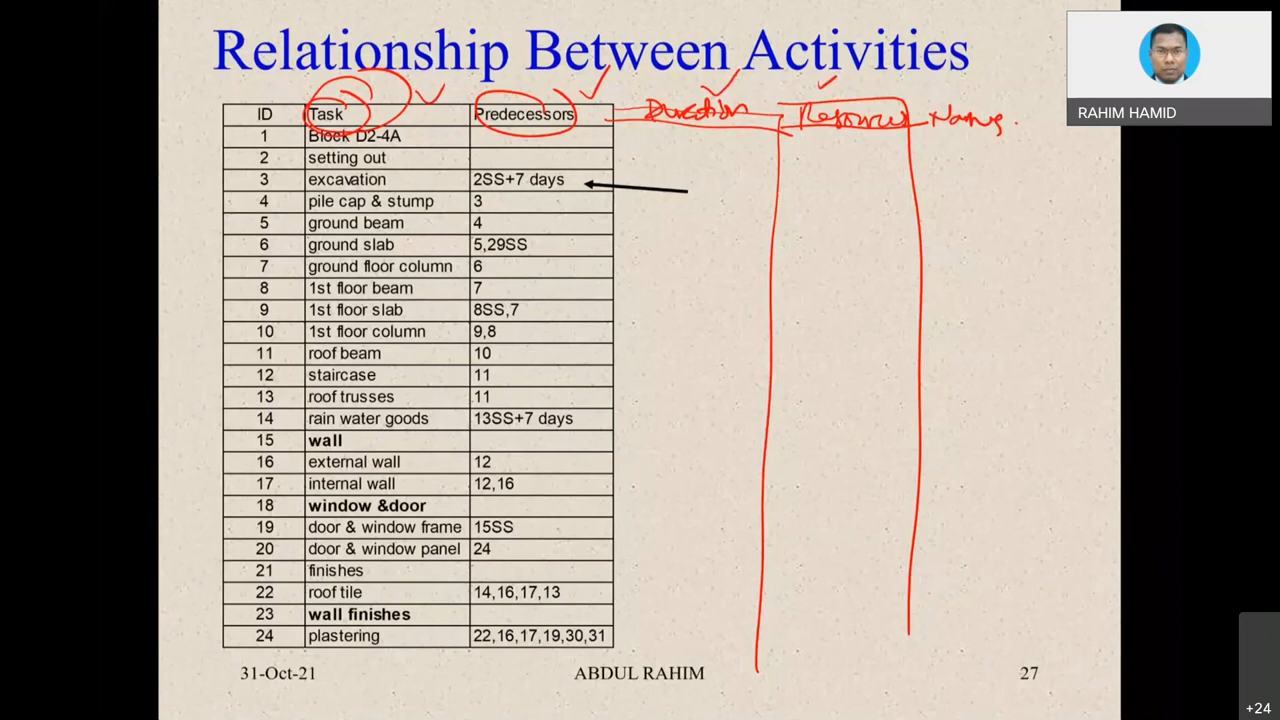 Relationship Between Activities
RAHIM HAMID
ID Task Predecessors Duration Resource Names.
1 Block D2-4A
2 setting out
3 excavation 2SS+7 days
4 pile cap & stump 3
5 ground beam 4
6 ground slab 5,29SS
7 ground floor column 6
8 1st floor beam 7
9 1st floor slab 8SS,7
10 1st floor column 9,8
11 roof beam 10
12 staircase 11
13 roof trusses 11
14 rain water goods 13SS+7 days
15 wall
16 external wall 12
17 internal wall 12,16
18 window &door
19 door & window frame 15SS
20 door & window panel 24
21 finishes
22 roof tile 14,16,17,13
23 wall finishes
24 plastering 22,16,17,19,30,31
31-Oct-21 ABDUL RAHIM 27
+24